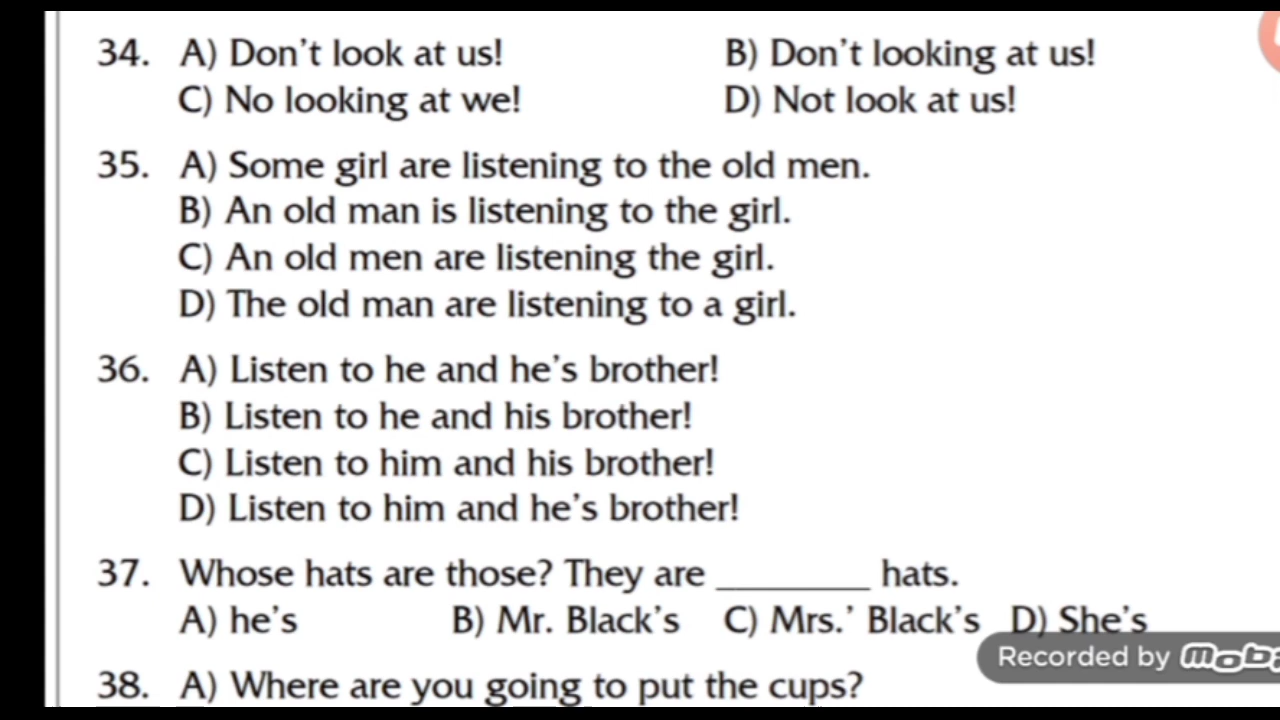 34. A) Don't look at us! B) Don't looking at us!
C) No looking at we! D) Not look at us!
35. A) Some girl are listening to the old men.
B) An old man is listening to the girl.
C) An old men are listening the girl.
D) The old man are listening to a girl.
36. A) Listen to he and he's brother!
B) Listen to he and his brother!
C) Listen to him and his brother!
D) Listen to him and he's brother!
37. Whose hats are those? They are ________ hats.
A) he's B) Mr. Black's C) Mrs.' Black's D) She's
Recorded by
38. A) Where are you going to put the cups?